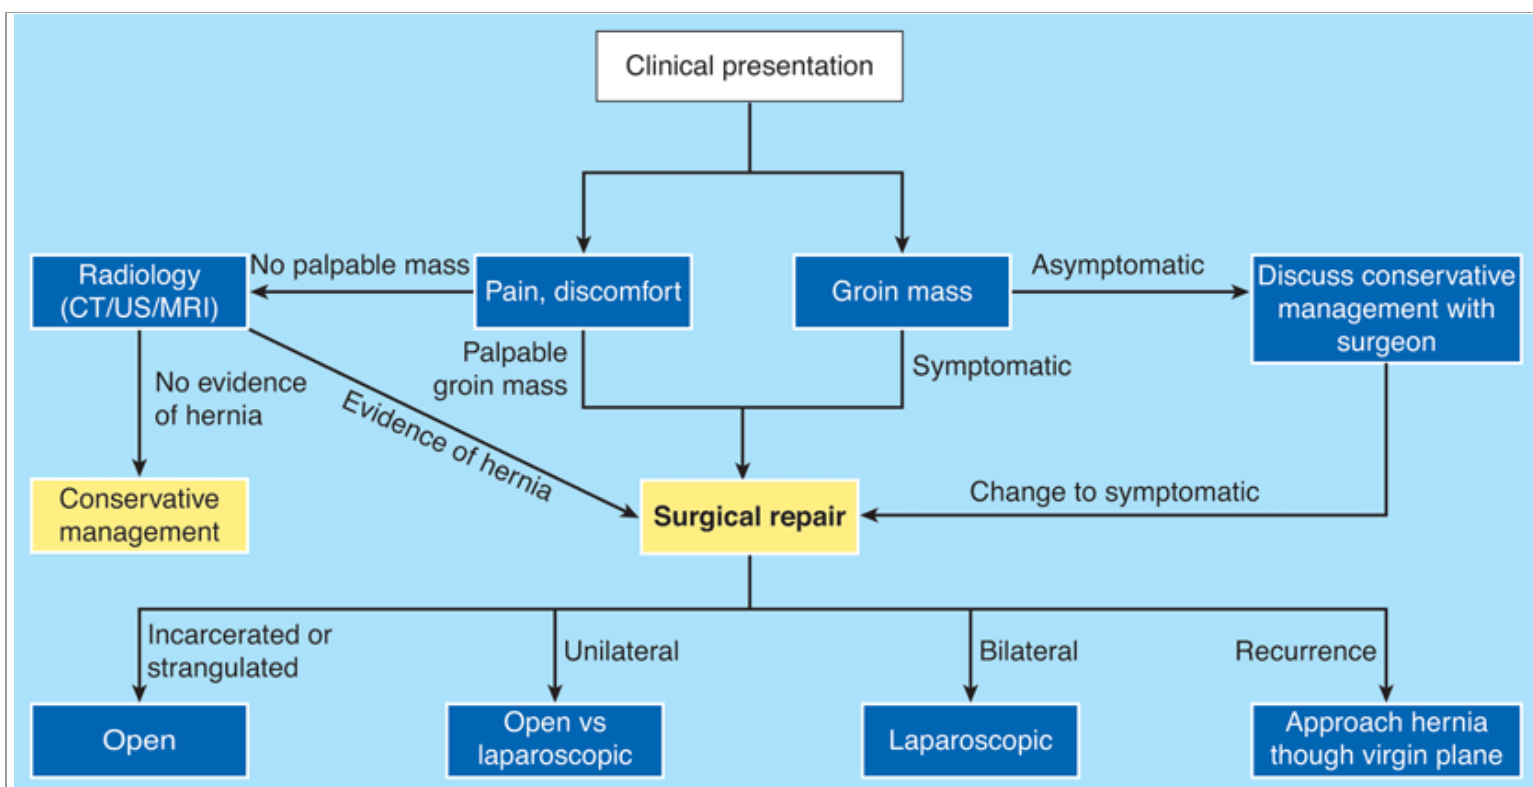 Clinical presentation
Radiology
(CT/US/MRI)
No palpable mass
Pain, discomfort
Groin mass
Asymptomatic
Discuss conservative
management with
surgeon
No evidence
of hernia
Evidence of hernia
Palpable
groin mass
Symptomatic
Conservative
management
Surgical repair
Change to symptomatic
Incarcerated or
strangulated
Unilateral
Bilateral
Recurrence
Open
Open vs
laparoscopic
Laparoscopic
Approach hernia
though virgin plane